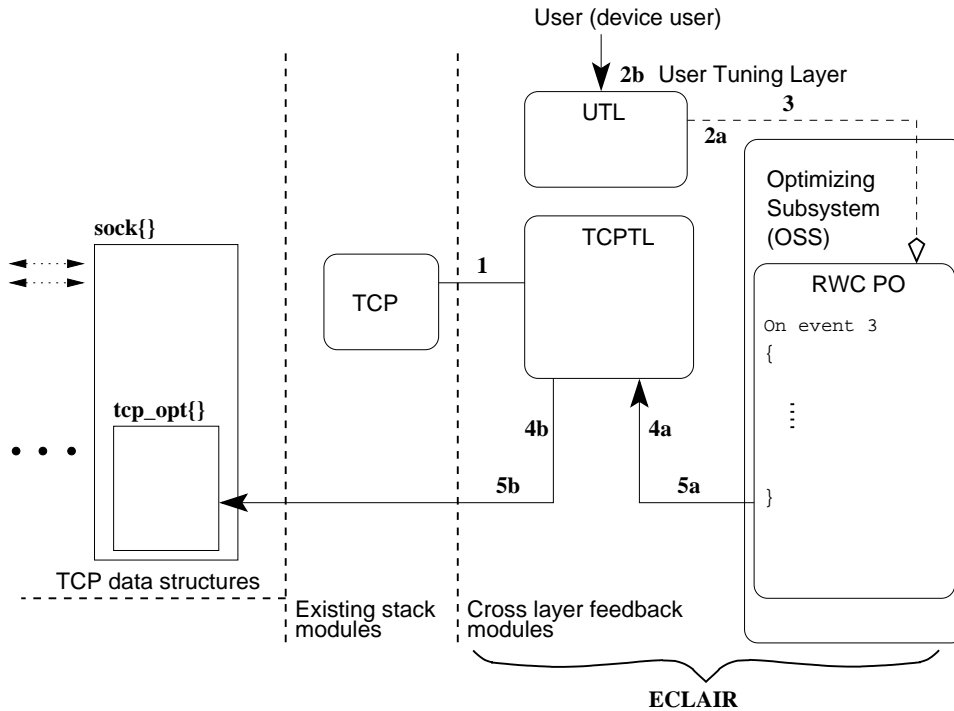 User (device user)
2b User Tuning Layer
UTL
3
2a
Optimizing
Subsystem
(OSS)
sock{}
TCPTL
1
TCP
RWC PO
On event 3
{
}
tcp_opt{}
4b
4a
5b
5a
TCP data structures
Existing stack
modules
Cross layer feedback
modules
ECLAIR